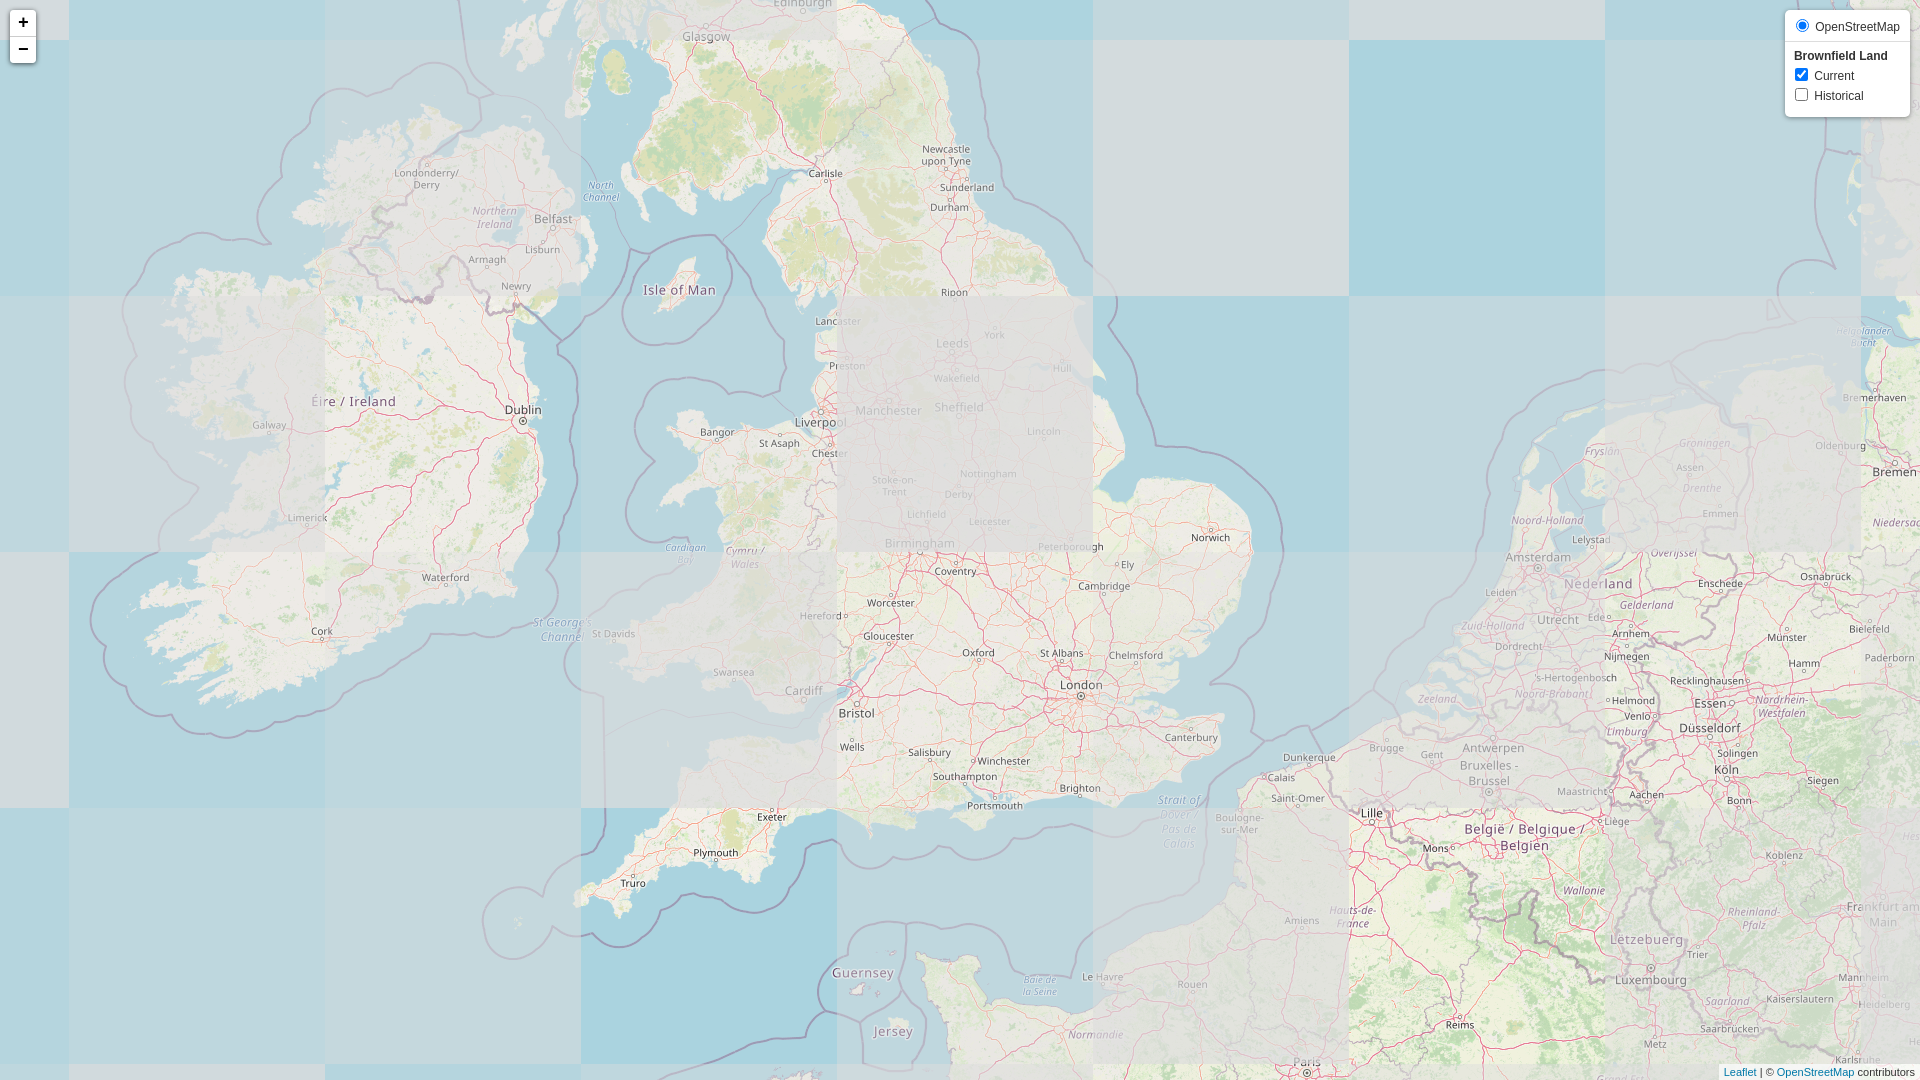 +
−
OpenStreetMap
Brownfield Land
Current
Historical
Edinburgh
Glasgow
Newcastle
upon Tyne
Carlisle
Sunderland
Durham
Londonderry/
Derry
North
Channel
Northern
Ireland
Belfast
Lisburn
Armagh
Newry
Isle of Man
Ripon
Lancaster
York
Leeds
Preston
Hull
Wakefield
Manchester
Sheffield
Liverpool
Lincoln
Bangor
St Asaph
Chester
Éire / Ireland
Dublin
Galway
Limerick
Waterford
Cork
Stoke-on-
Trent
Nottingham
Derby
Lichfield
Leicester
Birmingham
Peterborough
Norwich
Cardigan
Bay
Cymru /
Wales
Coventry
Ely
Cambridge
Worcester
Hereford
St George's
Channel
St Davids
Gloucester
Oxford
St Albans
Chelmsford
Swansea
Cardiff
London
Bristol
Wells
Salisbury
Winchester
Canterbury
Southampton
Portsmouth
Brighton
Exeter
Plymouth
Truro
Strait of
Dover /
Pas de
Calais
Dunkerque
Calais
Saint-Omer
Boulogne-
sur-Mer
Lille
Brugge
Gent
Antwerpen
Bruxelles -
Brussel
België / Belgique /
Belgien
Mons
Liège
Wallonie
Hauts-de-
France
Amiens
Guernsey
Jersey
Baie de
la Seine
Le Havre
Rouen
Normandie
Paris
Reims
Helgoländer
Bucht
Bremerhaven
Groningen
Fryslân
Assen
Oldenburg
Bremen
Drenthe
Emmen
Noord-Holland
Lelystad
Niedersac
Amsterdam
Overijssel
Nederland
Enschede
Osnabrück
Leiden
Gelderland
Utrecht
Ede
Zuid-Holland
Arnhem
Münster
Bielefeld
Dordrecht
Nijmegen
Hamm
Paderborn
's-Hertogenbosch
Recklinghausen
Zeeland
Noord-Brabant
Helmond
Essen
Nordrhein-
Westfalen
Venlo
Limburg
Düsseldorf
Solingen
Köln
Siegen
Maastricht
Aachen
Bonn
Koblenz
Hes
Rheinland-
Pfalz
Frankfurt am
Main
Lëtzebuerg
Trier
Luxembourg
Mannheim
Kaiserslautern
Heidelberg
Saarland
Saarbrücken
Metz
Karlsruhe
Grand Est
Leaflet | © OpenStreetMap contributors